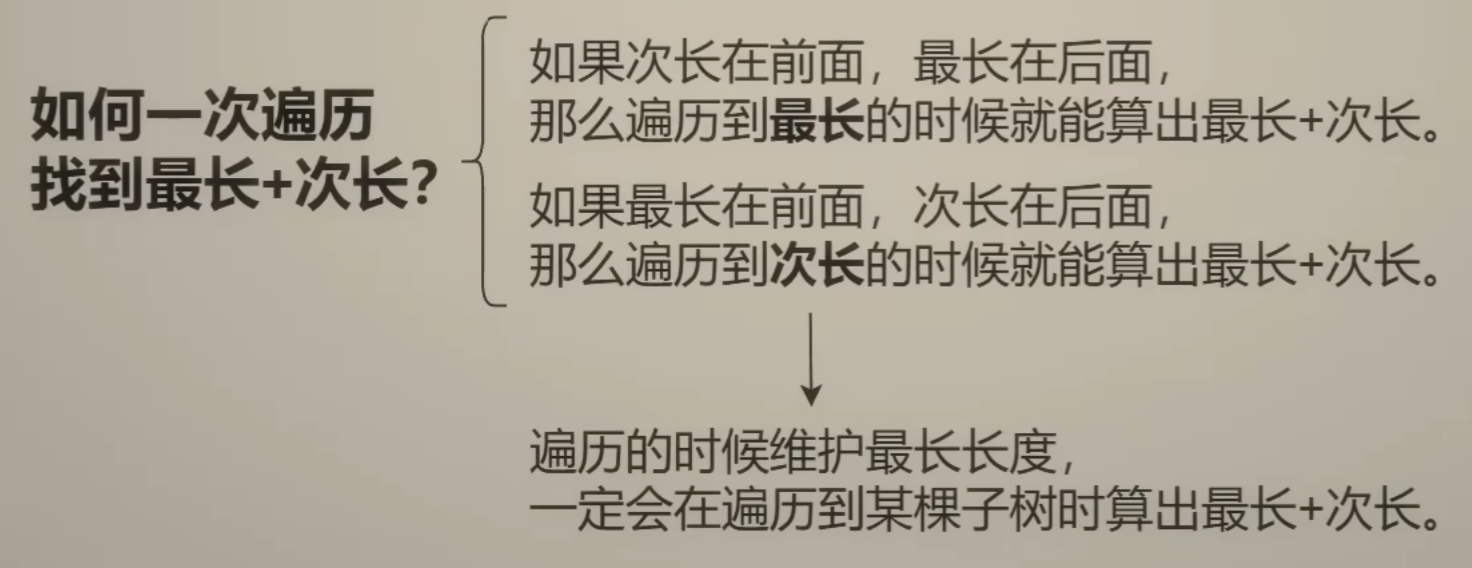 如何一次遍历
找到最长+次长？
如果次长在前面，最长在后面，
那么遍历到最长的时候就能算出最长+次长。
如果最长在前面，次长在后面，
那么遍历到次长的时候就能算出最长+次长。
遍历的时候维护最长长度，
一定会在遍历到某棵子树时算出最长+次长。